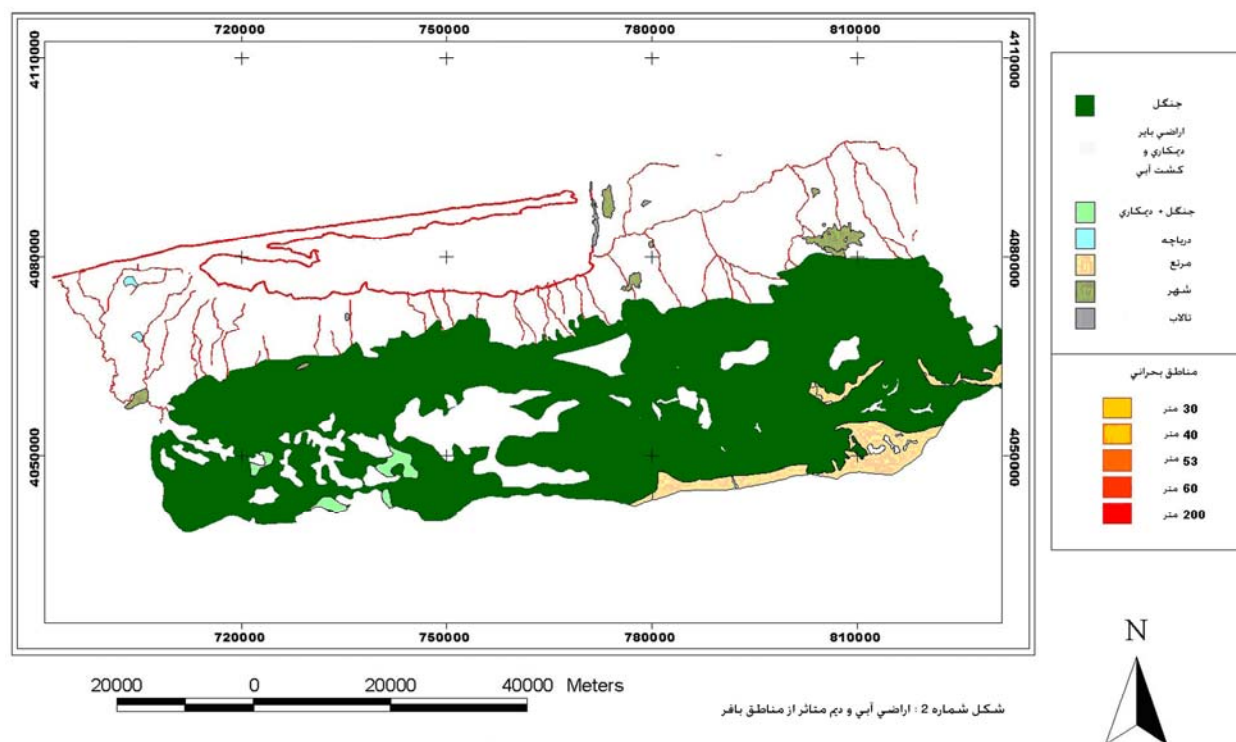 720000 750000 780000 810000
4110000 4110000
4080000 4080000
4050000 4050000
720000 750000 780000 810000
جنگل
اراضي باير
ديمكاري و
كشت آبي
جنگل + ديمكاري
درياچه
مرتع
شهر
تالاب
مناطق بحراني
30 متر
40 متر
53 متر
60 متر
200 متر
N
20000 0 20000 40000 Meters
شكل شماره 2 : اراضي آبي و ديم متاثر از مناطق بافر